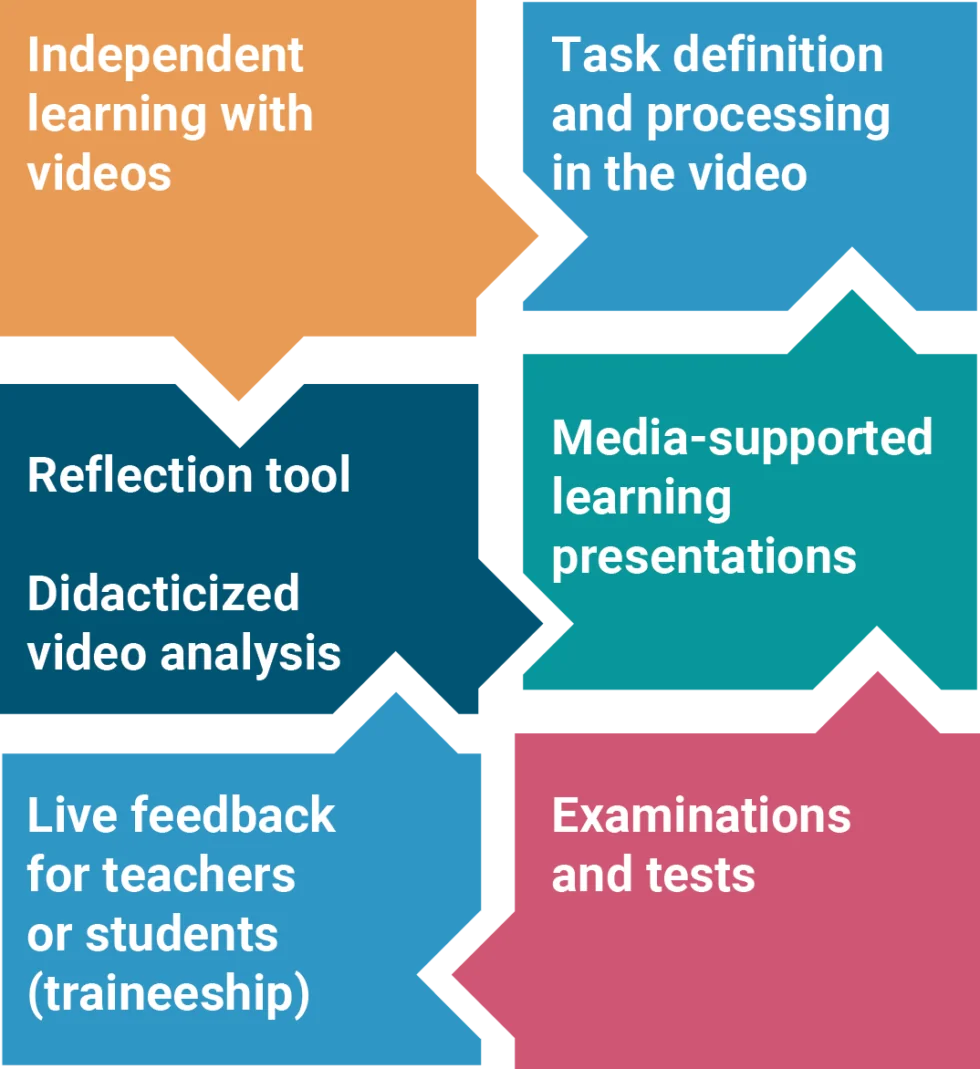 Independent
learning with
videos
Task definition
and processing
in the video
Reflection tool
Didacticized
video analysis
Media-supported
learning
presentations
Live feedback
for teachers
or students
(traineeship)
Examinations
and tests